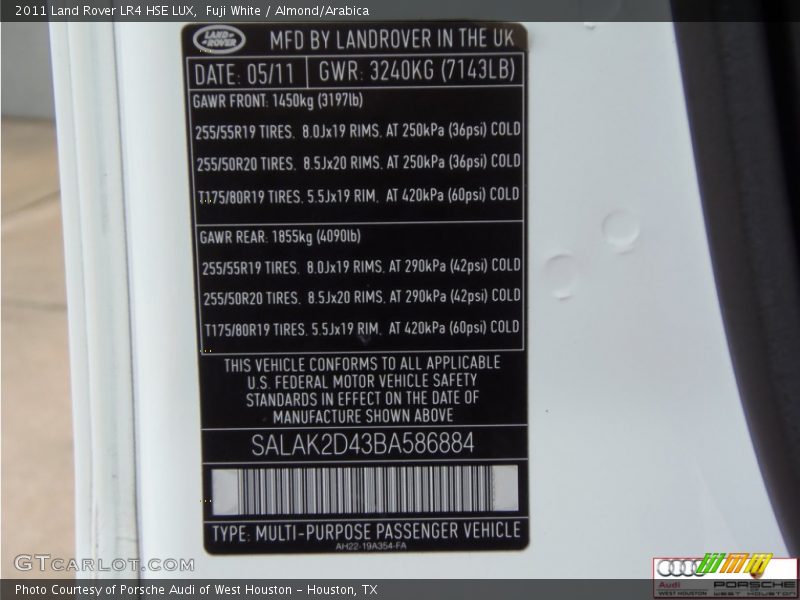 2011 Land Rover LR4 HSE LUX,  Fuji White / Almond/Arabica
LAND-ROVER
MFD BY LANDROVER IN THE UK
DATE: 05/11 GWR: 3240KG (7143LB)
GAWR FRONT: 1450kg (3197lb)
255/55R19 TIRES. 8.0Jx19 RIMS. AT 250kPa (36psi) COLD
255/50R20 TIRES. 8.5Jx20 RIMS. AT 250kPa (36psi) COLD
T175/80R19 TIRES. 5.5Jx19 RIM. AT 420kPa (60psi) COLD
GAWR REAR: 1855kg (4090lb)
255/55R19 TIRES. 8.0Jx19 RIMS. AT 290kPa (42psi) COLD
255/50R20 TIRES. 8.5Jx20 RIMS. AT 290kPa (42psi) COLD
T175/80R19 TIRES. 5.5Jx19 RIM. AT 420kPa (60psi) COLD
THIS VEHICLE CONFORMS TO ALL APPLICABLE
U.S. FEDERAL MOTOR VEHICLE SAFETY
STANDARDS IN EFFECT ON THE DATE OF
MANUFACTURE SHOWN ABOVE
SALAK2D43BA586884
TYPE: MULTI-PURPOSE PASSENGER VEHICLE
AH22-19A354-FA
GTCARLOT.COM
Audi PORSCHE
WEST HOUSTON WEST HOUSTON
Photo Courtesy of Porsche Audi of West Houston - Houston, TX